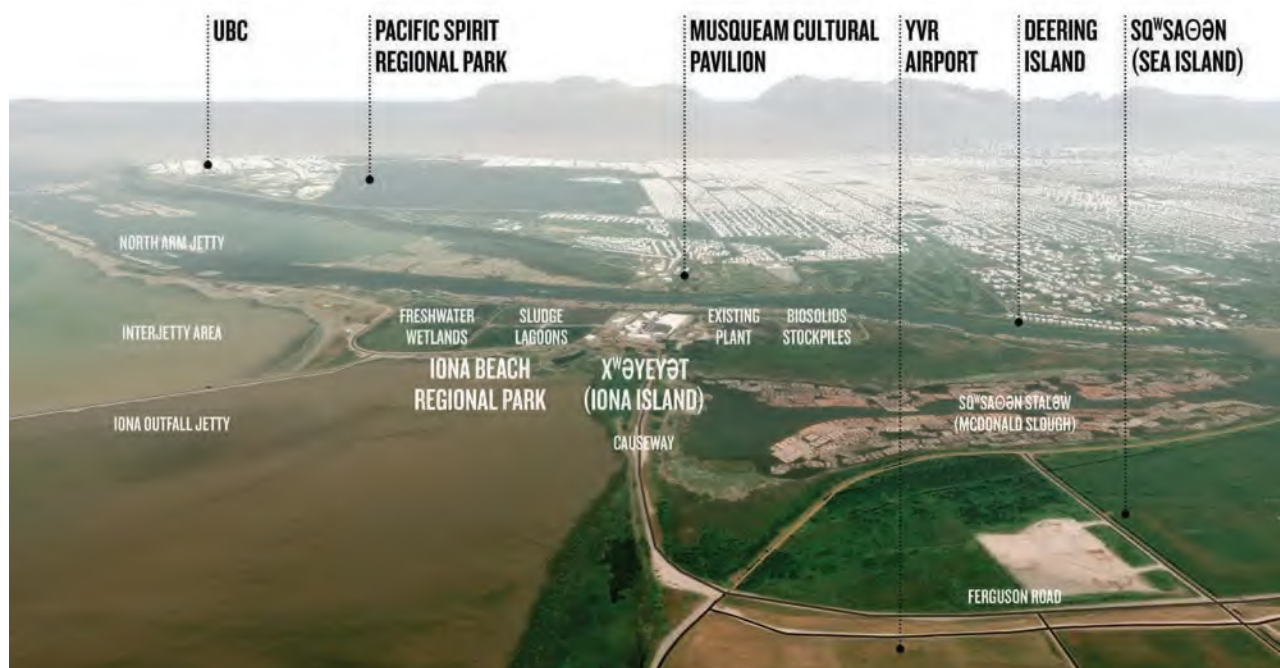 UBC
PACIFIC SPIRIT
REGIONAL PARK
MUSQUEAM CULTURAL
PAVILION
YVR
AIRPORT
DEERING
ISLAND
SQʷSAΘƏN
(SEA ISLAND)
NORTH ARM JETTY
FRESHWATER
WETLANDS
SLUDGE
LAGOONS
EXISTING
PLANT
BIOSOLIDS
STOCKPILES
INTERJETTY AREA
IONA BEACH
REGIONAL PARK
XʷƏYEYƏT
(IONA ISLAND)
SQʷSAΘƏN STALƏW̓
(MCDONALD SLOUGH)
IONA OUTFALL JETTY
CAUSEWAY
FERGUSON ROAD